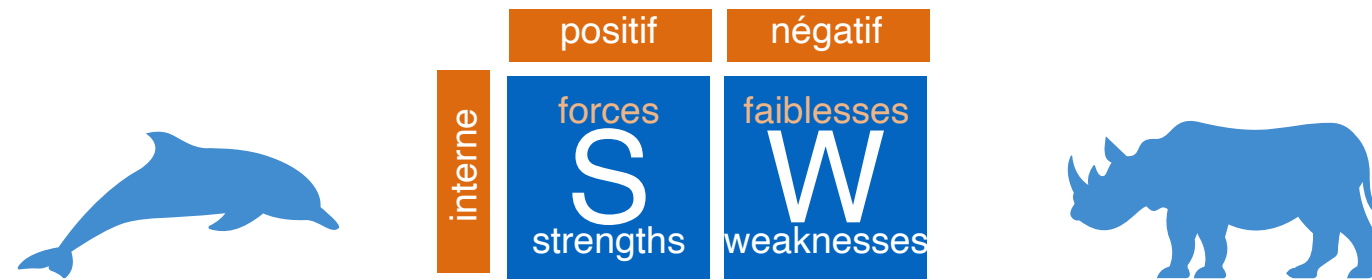 positif
négatif
interne
forces
S
strengths
faiblesses
W
weaknesses